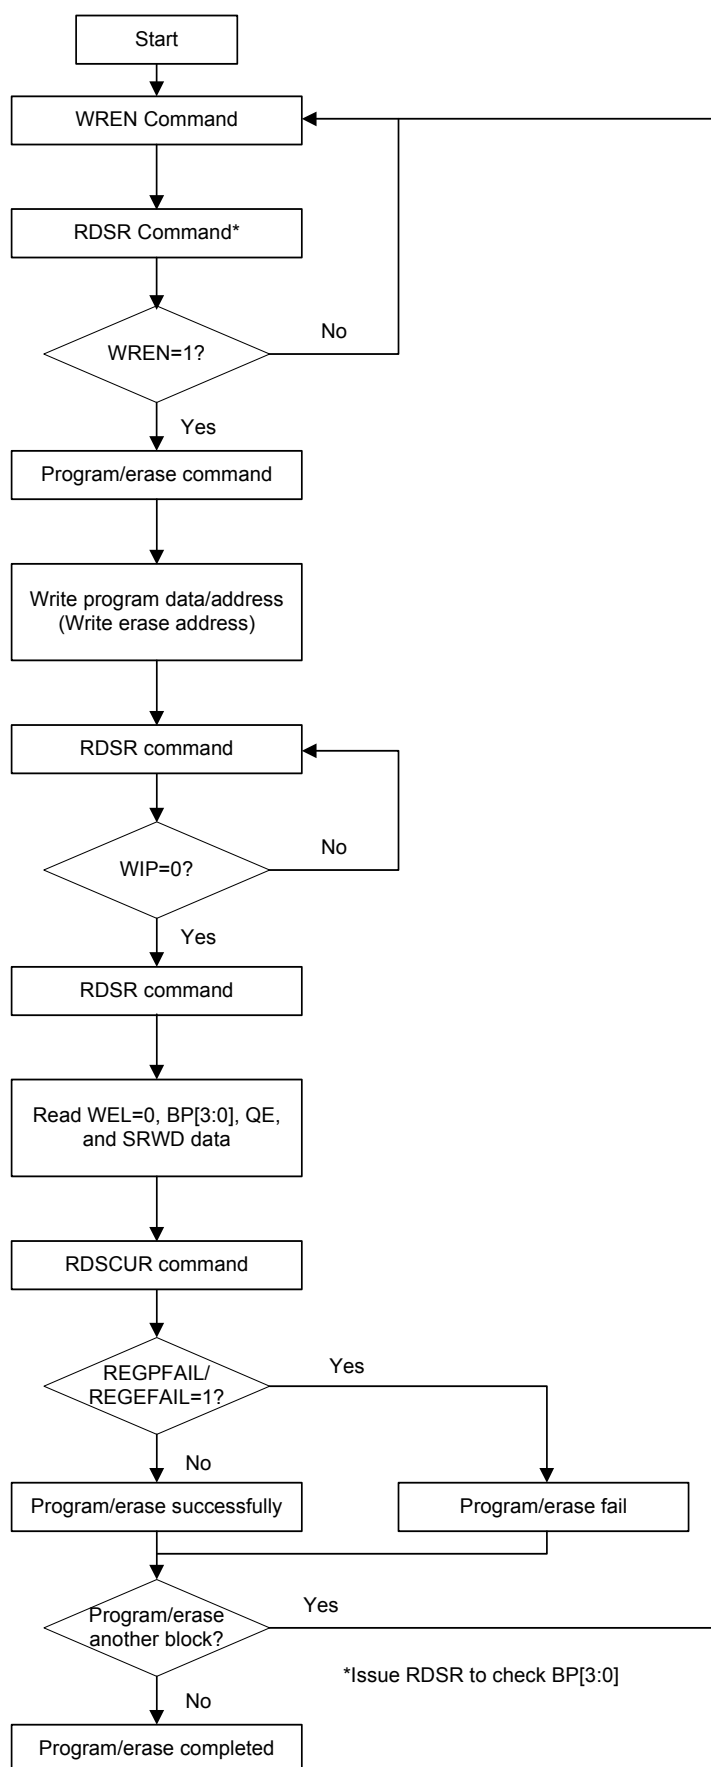 Start
WREN Command
RDSR Command*
WREN=1?
No
Yes
Program/erase command
Write program data/address
(Write erase address)
RDSR command
WIP=0?
No
Yes
RDSR command
Read WEL=0, BP[3:0], QE,
and SRWD data
RDSCUR command
REGPFAIL/
REGEFAIL=1?
Yes
No
Program/erase successfully
Program/erase fail
Program/erase
another block?
Yes
*Issue RDSR to check BP[3:0]
No
Program/erase completed